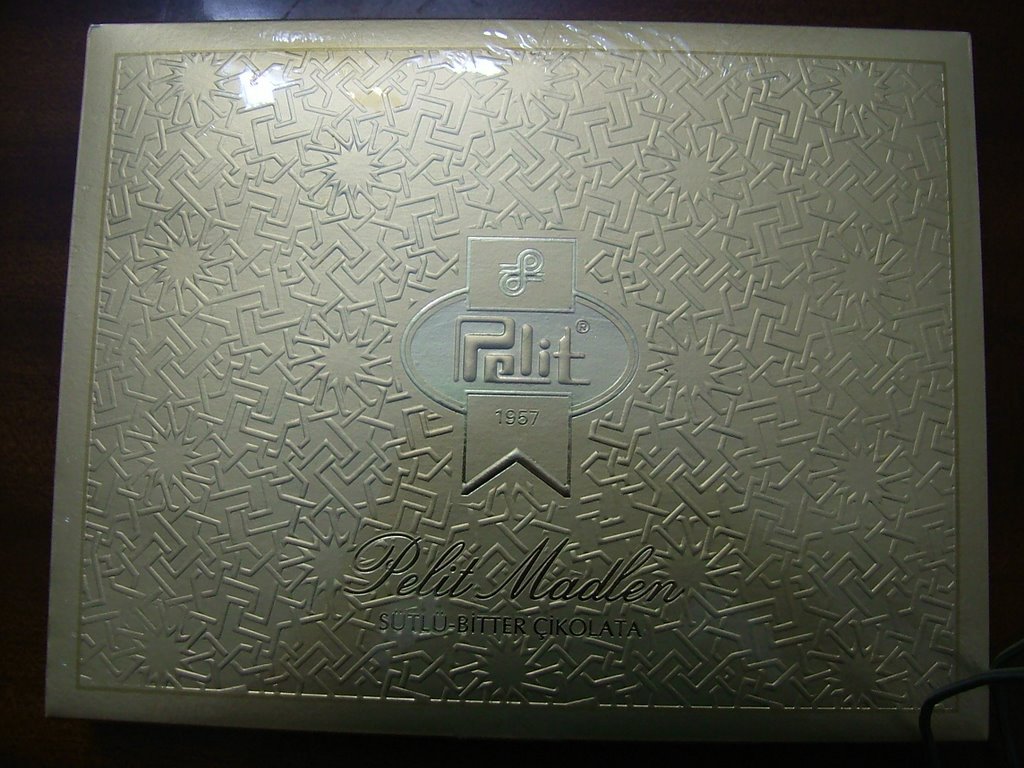 Pelit®
1957
Pelit Madlen
SÜTLÜ-BİTTER ÇİKOLATA